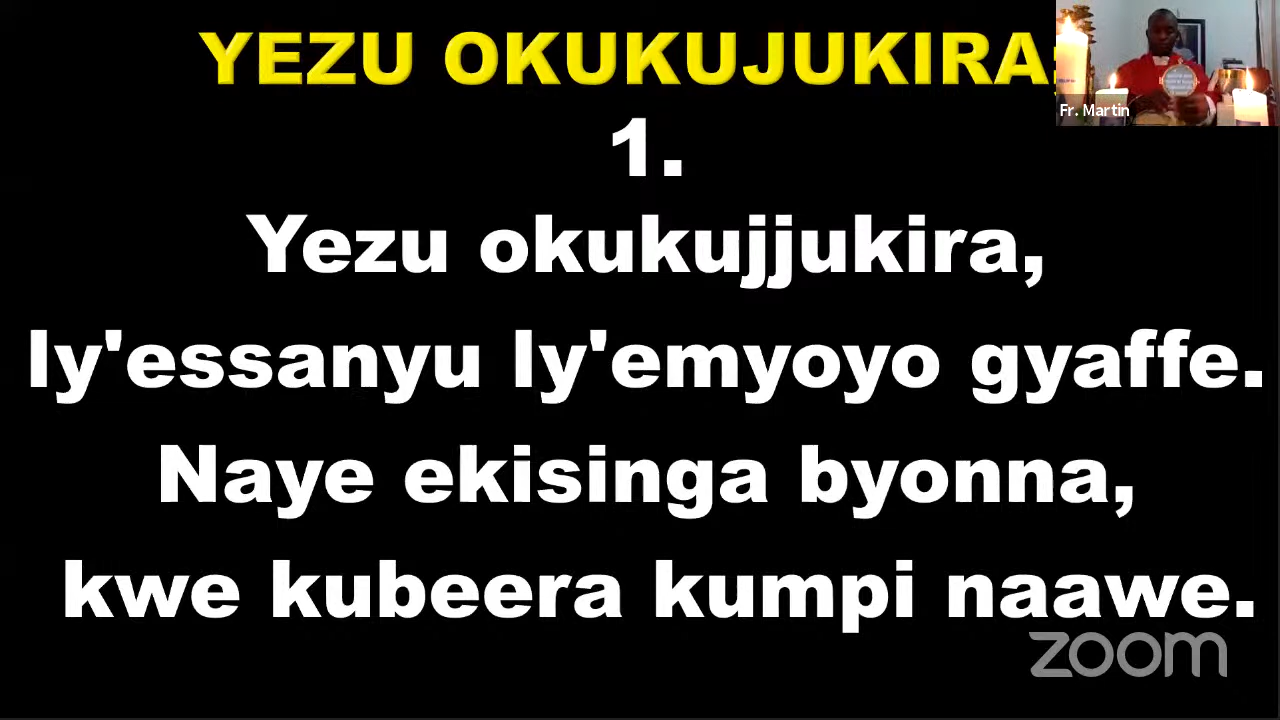 YEZU OKUKUJUKIRA;
1.
Yezu okukujjukira,
ly'essanyu ly'emyoyo gyaffe.
Naye ekisinga byonna,
kwe kubeera kumpi naawe.
Fr. Martin
zoom